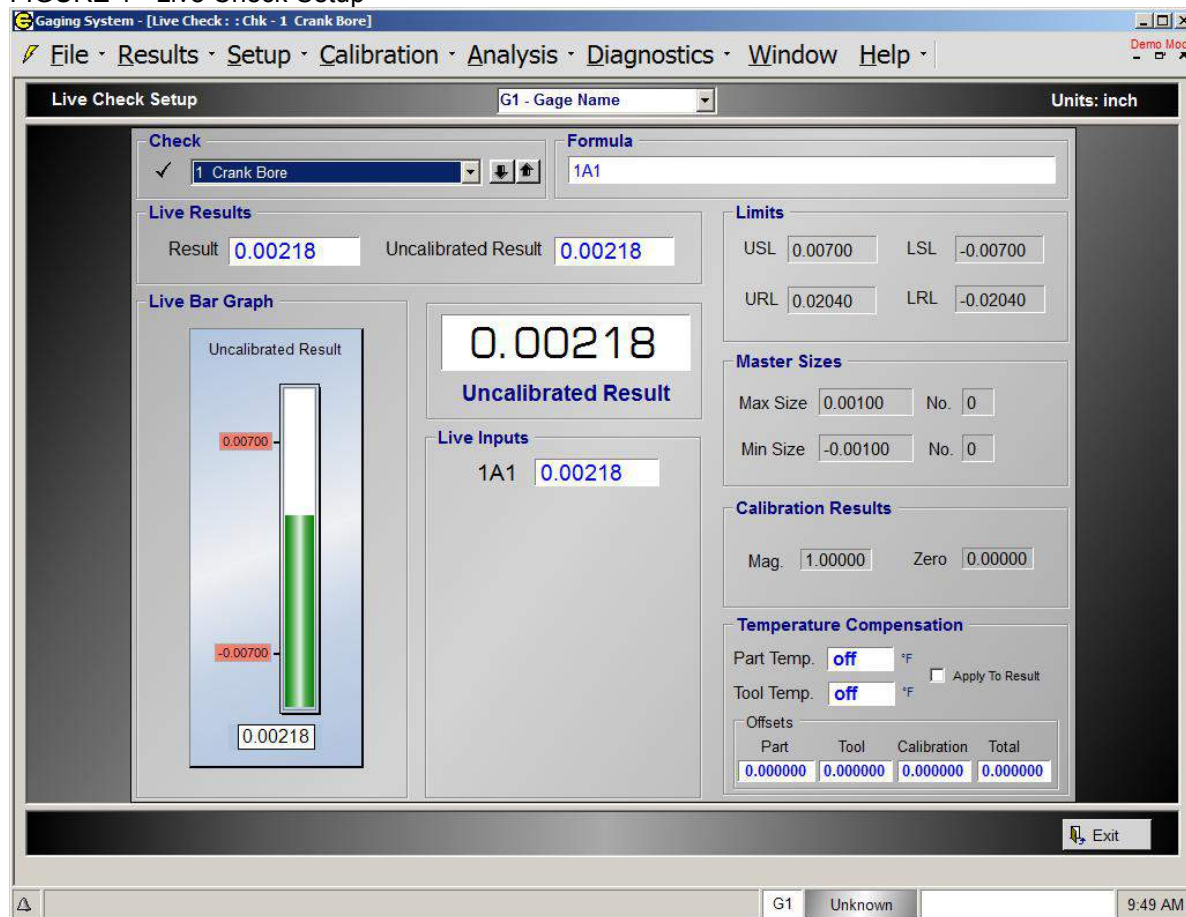 Gaging System - [Live Check : : Chk - 1 Crank Bore]
File Results Setup Calibration Analysis Diagnostics Window Help
Live Check Setup G1 - Gage Name Units: inch
Check
1 Crank Bore
Formula
1A1
Live Results
Result 0.00218 Uncalibrated Result 0.00218
Limits
USL 0.00700 LSL -0.00700
URL 0.02040 LRL -0.02040
Live Bar Graph
Uncalibrated Result
0.00700
-0.00700
0.00218
0.00218
Uncalibrated Result
Live Inputs
1A1 0.00218
Master Sizes
Max Size 0.00100 No. 0
Min Size -0.00100 No. 0
Calibration Results
Mag. 1.00000 Zero 0.00000
Temperature Compensation
Part Temp. off °F
Apply To Result
Tool Temp. off °F
Offsets
Part Tool Calibration Total
0.000000 0.000000 0.000000 0.000000
Exit
G1 Unknown 9:49 AM